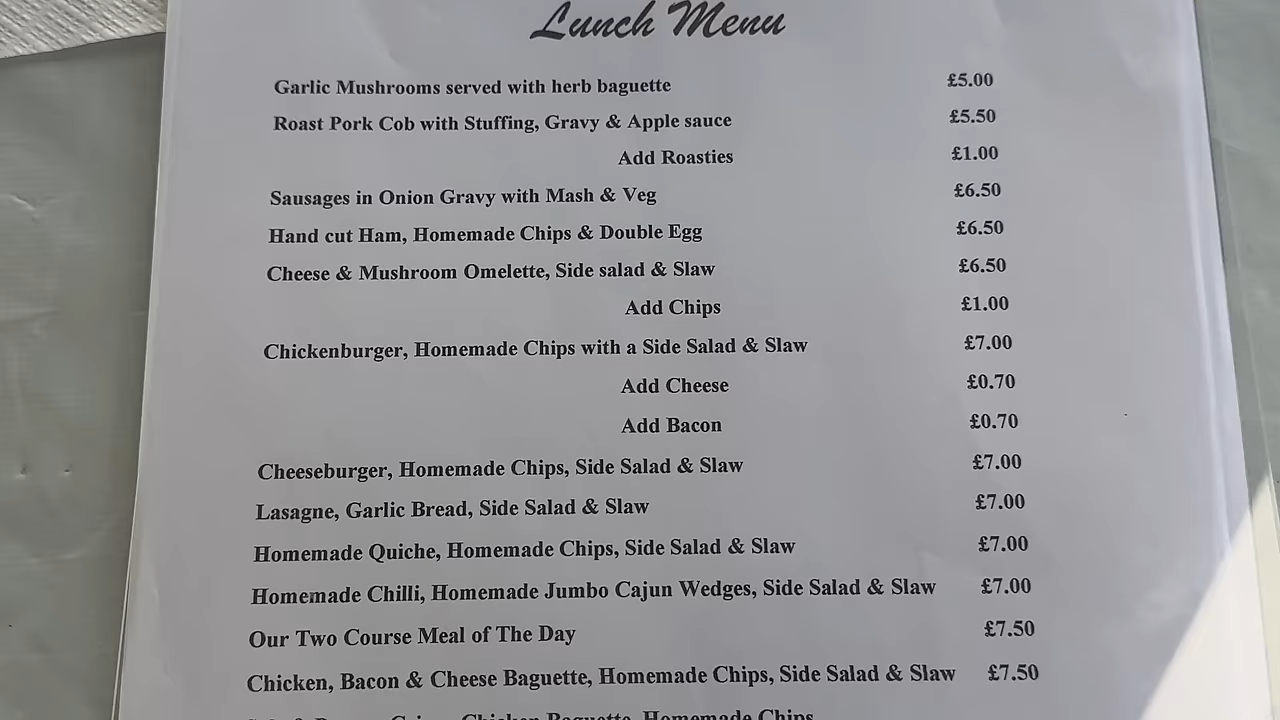 Lunch Menu
Garlic Mushrooms served with herb baguette £5.00
Roast Pork Cob with Stuffing, Gravy & Apple sauce £5.50
Add Roasties £1.00
Sausages in Onion Gravy with Mash & Veg £6.50
Hand cut Ham, Homemade Chips & Double Egg £6.50
Cheese & Mushroom Omelette, Side salad & Slaw £6.50
Add Chips £1.00
Chickenburger, Homemade Chips with a Side Salad & Slaw £7.00
Add Cheese £0.70
Add Bacon £0.70
Cheeseburger, Homemade Chips, Side Salad & Slaw £7.00
Lasagne, Garlic Bread, Side Salad & Slaw £7.00
Homemade Quiche, Homemade Chips, Side Salad & Slaw £7.00
Homemade Chilli, Homemade Jumbo Cajun Wedges, Side Salad & Slaw £7.00
Our Two Course Meal of The Day £7.50
Chicken, Bacon & Cheese Baguette, Homemade Chips, Side Salad & Slaw £7.50
Chicken Baguette, Homemade Chips